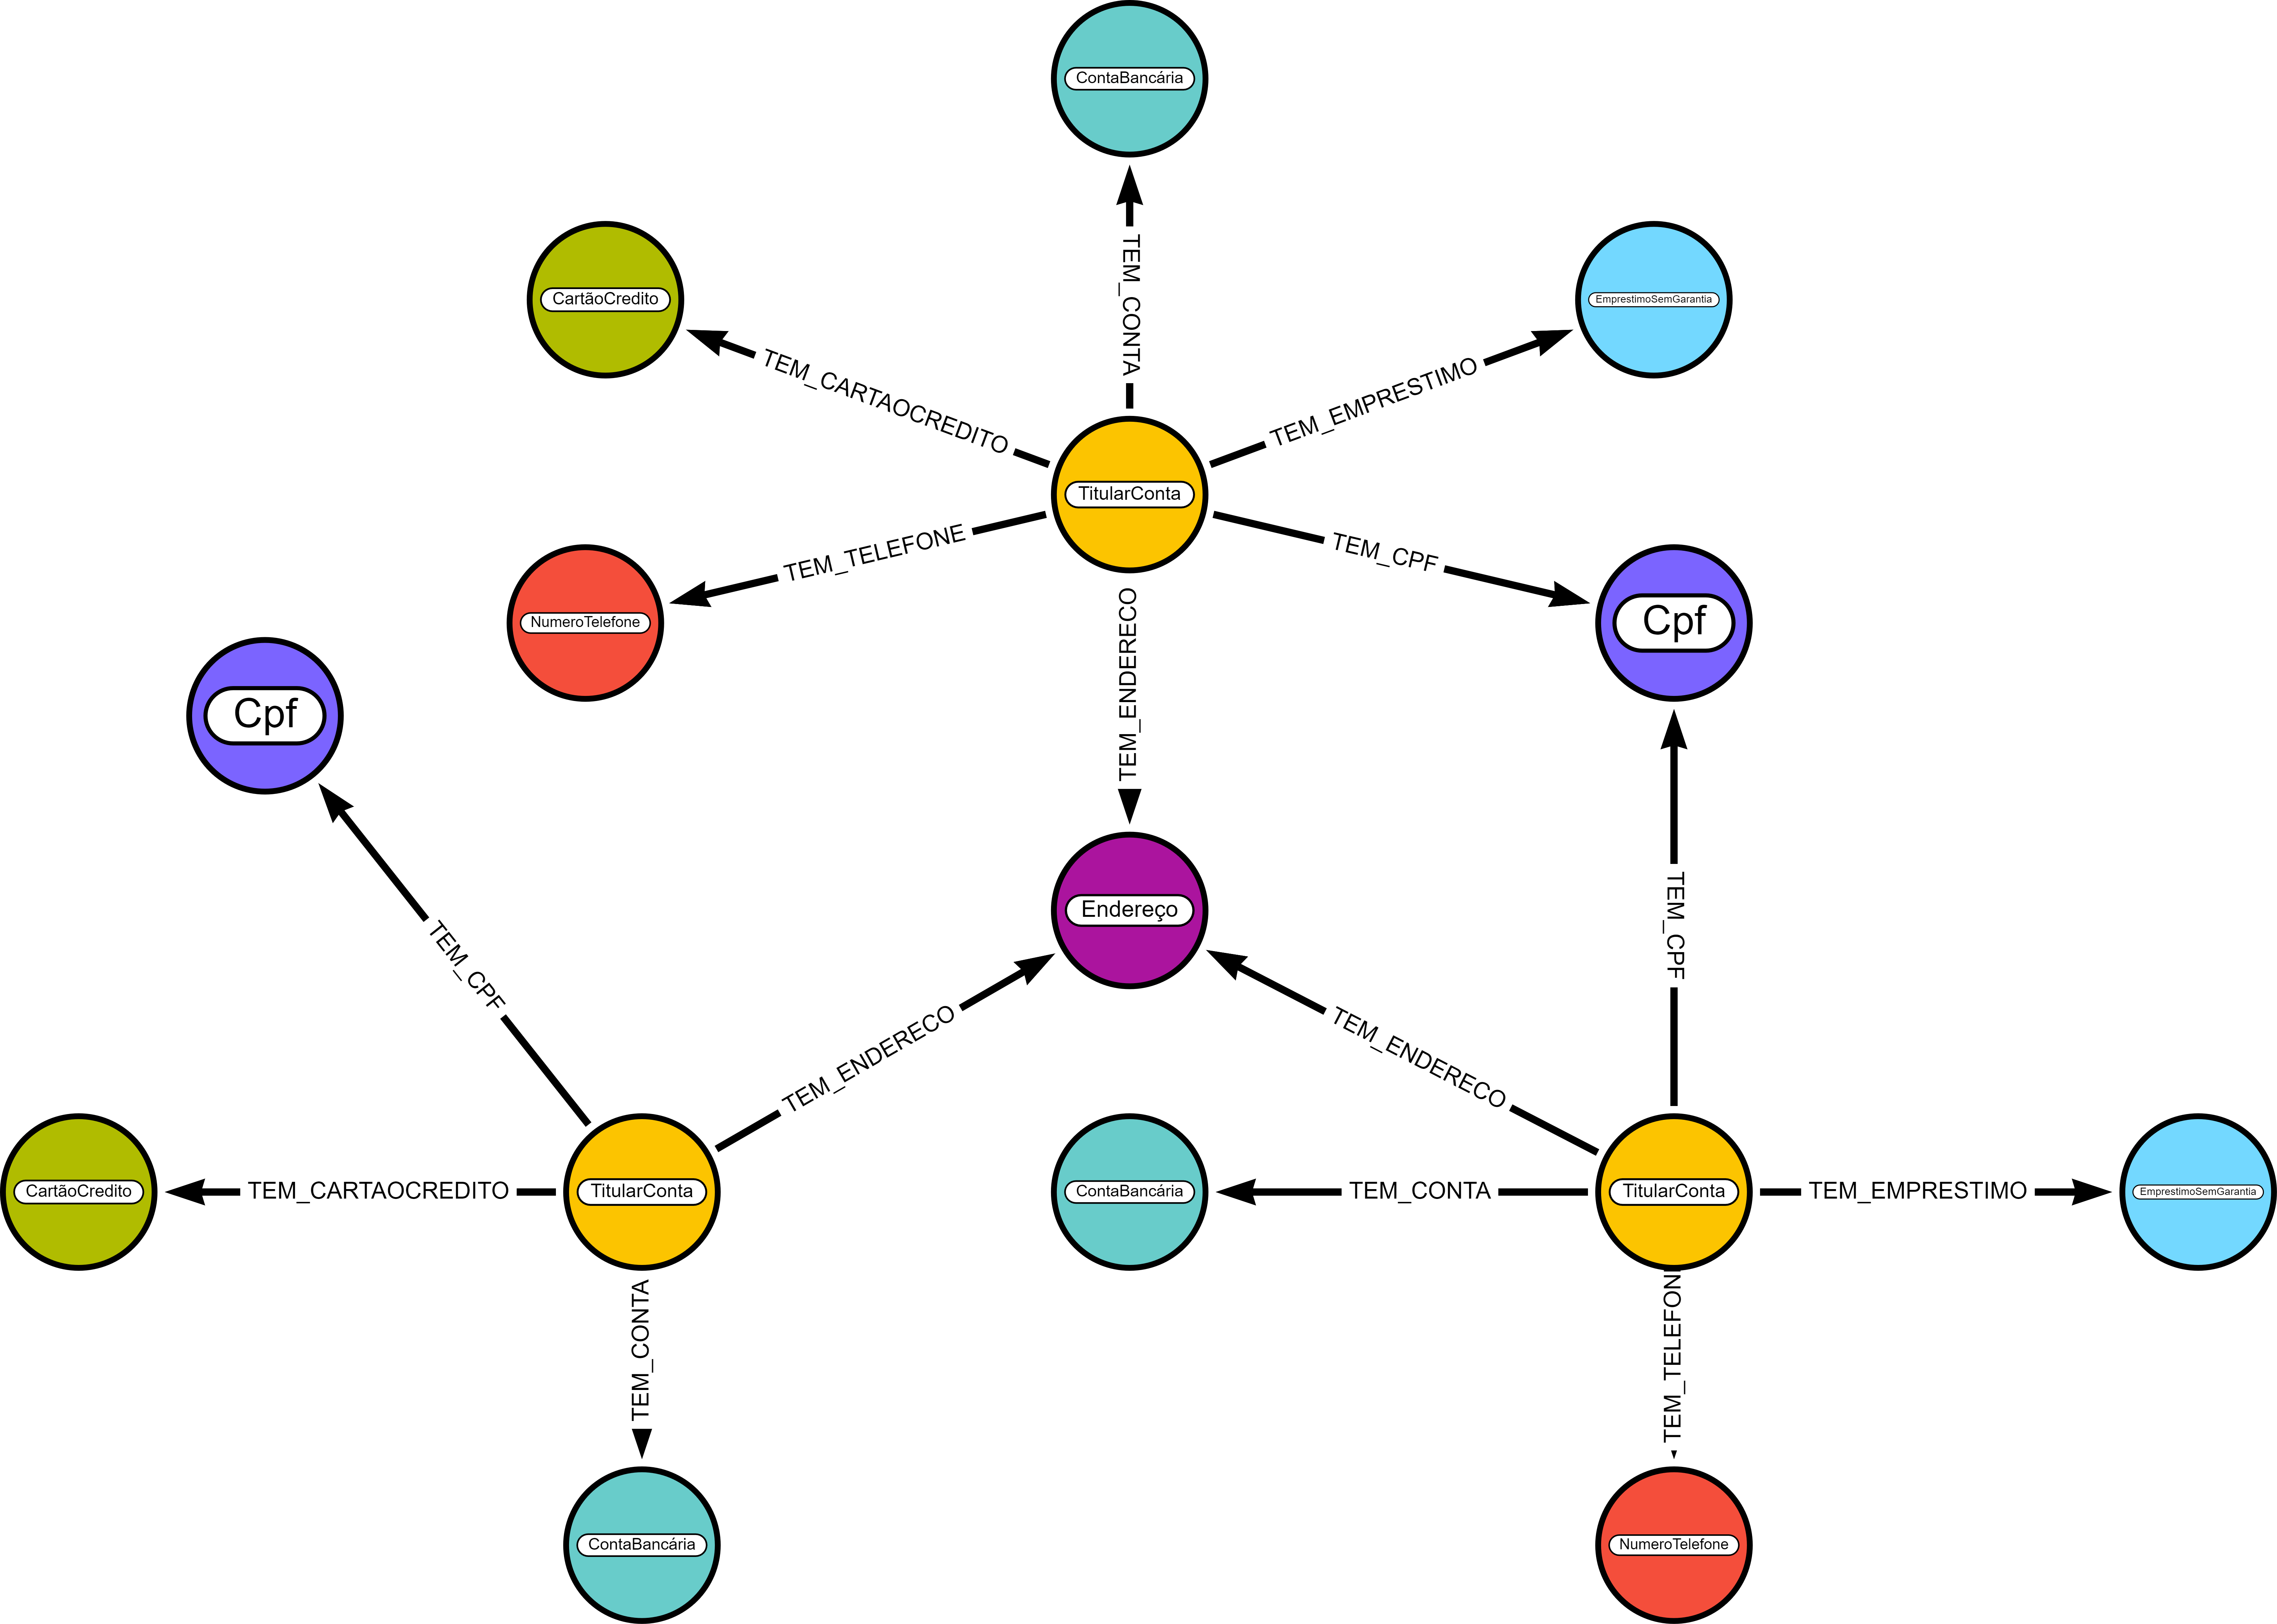 ContaBancária
CartãoCredito
EmprestimoSemGarantia
TEM_CONTA
TEM_CARTAOCREDITO
TEM_EMPRESTIMO
TitularConta
TEM_TELEFONE
TEM_CPF
NumeroTelefone
Cpf
TEM_ENDERECO
Cpf
Endereço
TEM_CPF
TEM_CPF
TEM_ENDERECO
TEM_ENDERECO
CartãoCredito
TEM_CARTAOCREDITO
TitularConta
ContaBancária
TEM_CONTA
TitularConta
TEM_EMPRESTIMO
EmprestimoSemGarantia
TEM_CONTA
TEM_TELEFON
ContaBancária
NumeroTelefone